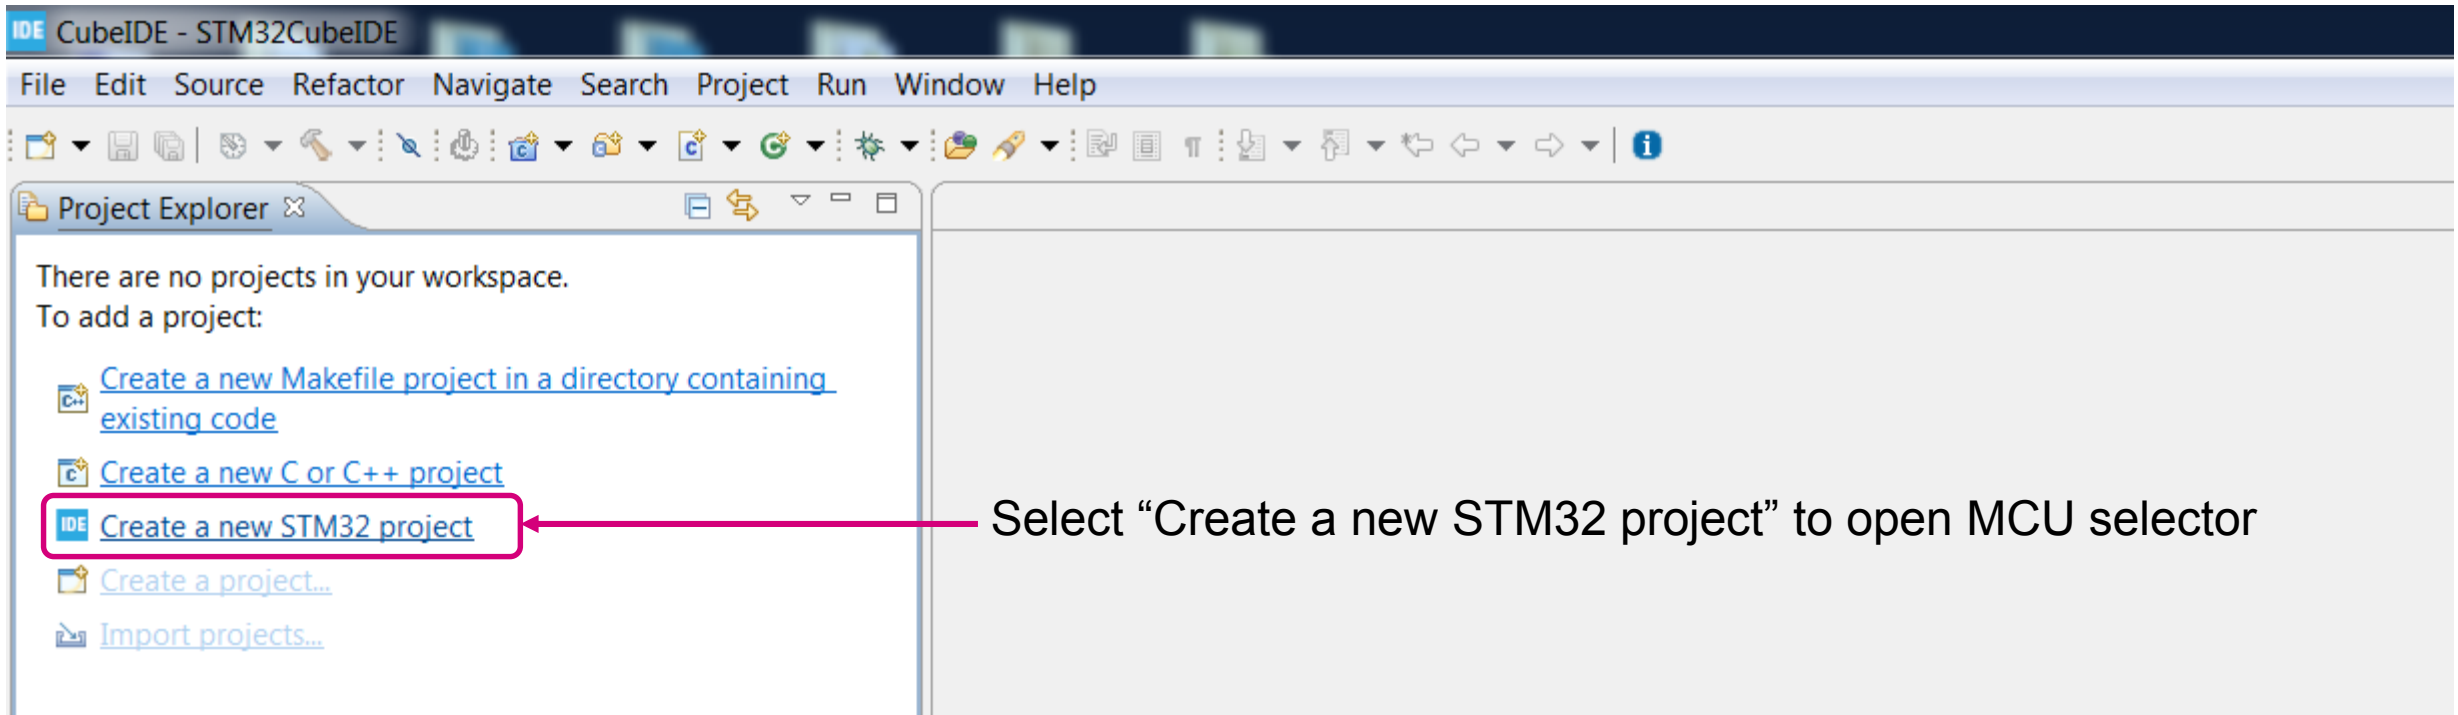 IDE CubeIDE - STM32CubeIDE
File Edit Source Refactor Navigate Search Project Run Window Help
Project Explorer
There are no projects in your workspace.
To add a project:
Create a new Makefile project in a directory containing
existing code
Create a new C or C++ project
IDE Create a new STM32 project
Select “Create a new STM32 project” to open MCU selector
Create a project...
Import projects...